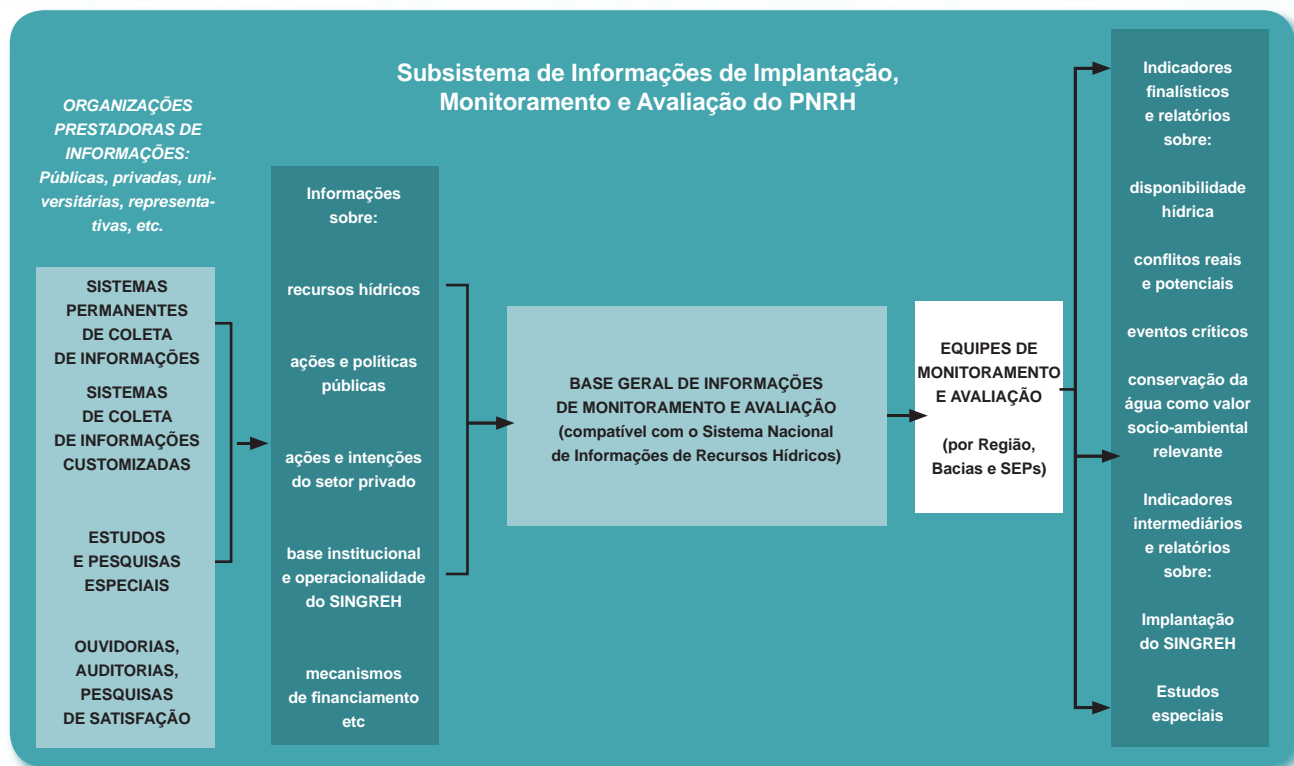 Subsistema de Informações de Implantação,
Monitoramento e Avaliação do PNRH
ORGANIZAÇÕES
PRESTADORAS DE
INFORMAÇÕES:
Públicas, privadas, uni-
versitárias, representa-
tivas, etc.
SISTEMAS
PERMANENTES
DE COLETA
DE INFORMAÇÕES
SISTEMAS
DE COLETA
DE INFORMAÇÕES
CUSTOMIZADAS
ESTUDOS
E PESQUISAS
ESPECIAIS
OUVIDORIAS,
AUDITORIAS,
PESQUISAS
DE SATISFAÇÃO
Informações
sobre:
recursos hídricos
ações e políticas
públicas
ações e intenções
do setor privado
base institucional
e operacionalidade
do SINGREH
mecanismos
de financiamento
etc
BASE GERAL DE INFORMAÇÕES
DE MONITORAMENTO E AVALIAÇÃO
(compatível com o Sistema Nacional
de Informações de Recursos Hídricos)
EQUIPES DE
MONITORAMENTO
E AVALIAÇÃO
(por Região,
Bacias e SEPs)
Indicadores
finalísticos
e relatórios
sobre:
disponibilidade
hídrica
conflitos reais
e potenciais
eventos críticos
conservação da
água como valor
socio-ambiental
relevante
Indicadores
intermediários
e relatórios
sobre:
Implantação
do SINGREH
Estudos
especiais